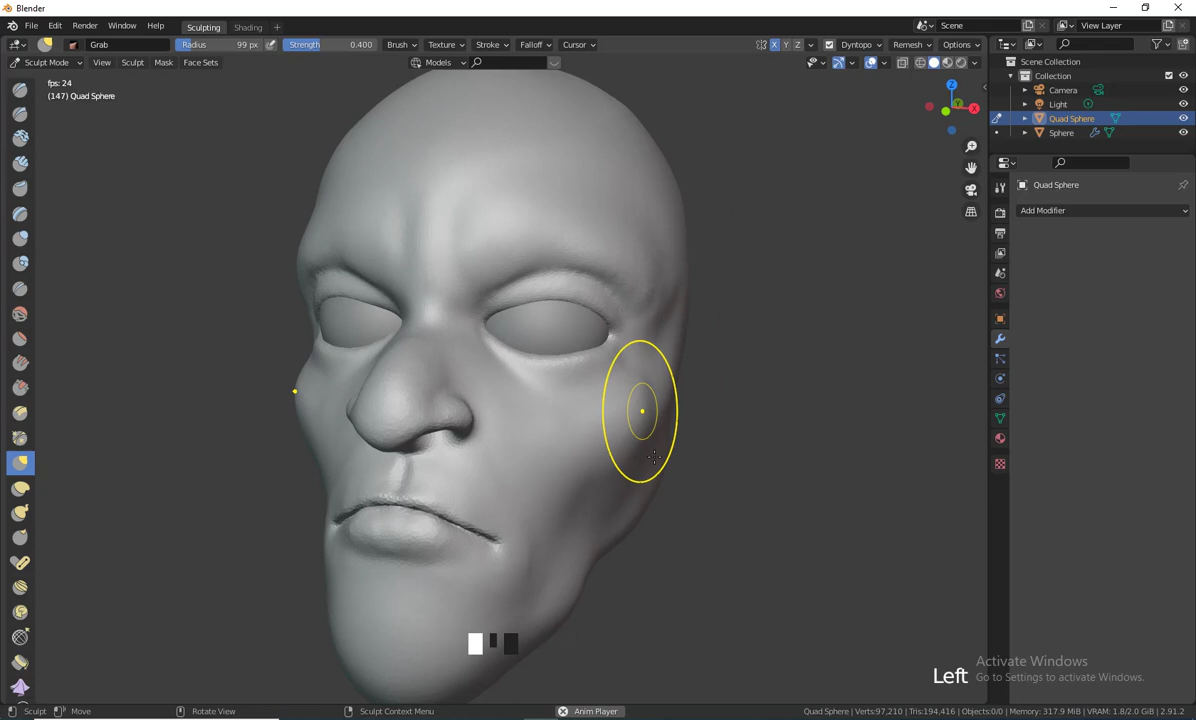 Blender
File Edit Render Window Help Sculpting Shading + Scene View Layer
Grab Radius 99 px Strength 0.400 Brush Texture Stroke Falloff Cursor X Y Z Dyntopo Remesh Options
Sculpt Mode View Sculpt Mask Face Sets Models
Scene Collection
Collection
Camera
Light
Quad Sphere
Sphere
fps: 24
(147) Quad Sphere
Z
Y
X
Quad Sphere
Add Modifier
Left
Activate Windows
Go to Settings to activate Windows.
Sculpt Move Rotate View Sculpt Context Menu Anim Player Quad Sphere | Verts:97,210 | Tris:194,416 | Objects:0/0 | Memory: 317.9 MiB | VRAM: 1.8/2.0 GiB | 2.91.2